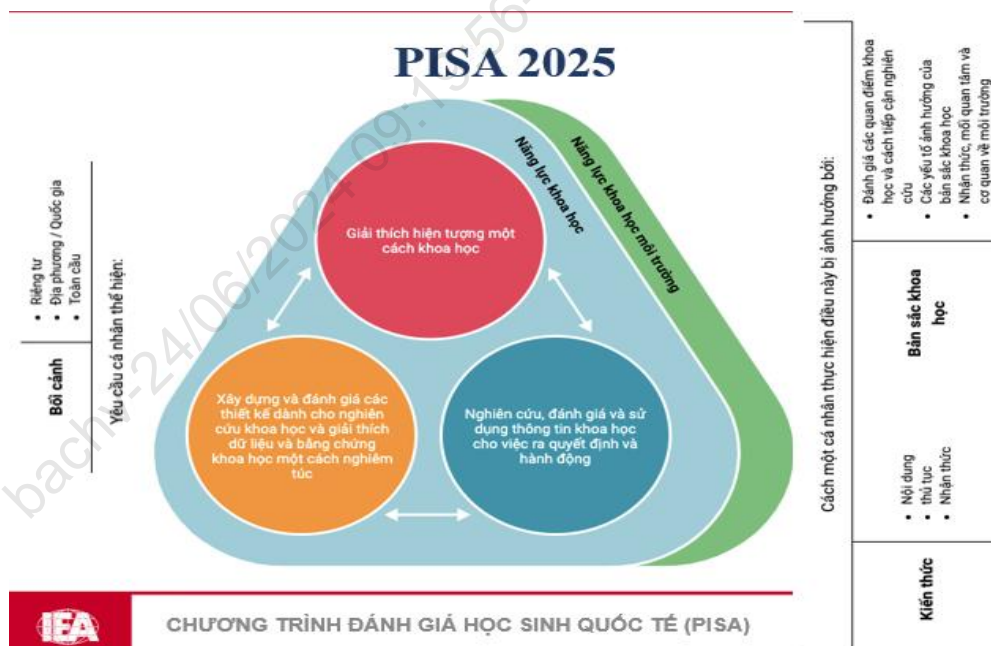 PISA 2025
Bối cảnh
• Riêng tư
• Địa phương / Quốc gia
• Toàn cầu
Yêu cầu cá nhân thể hiện:
Năng lực khoa học
Năng lực khoa học môi trường
Giải thích hiện tượng một
cách khoa học
Xây dựng và đánh giá các
thiết kế dành cho nghiên
cứu khoa học và giải thích
dữ liệu và bằng chứng
khoa học một cách nghiêm
túc
Nghiên cứu, đánh giá và sử
dụng thông tin khoa học
cho việc ra quyết định và
hành động
Cách một cá nhân thực hiện điều này bị ảnh hưởng bởi:
Kiến thức
• Nội dung
• thủ tục
• Nhận thức
Bản sắc khoa
học
• Đánh giá các quan điểm khoa
học và cách tiếp cận nghiên
cứu
• Các yếu tố ảnh hưởng của
bản sắc khoa học
• Nhận thức, mối quan tâm và
cơ quan về môi trường
IEA
CHƯƠNG TRÌNH ĐÁNH GIÁ HỌC SINH QUỐC TẾ (PISA)